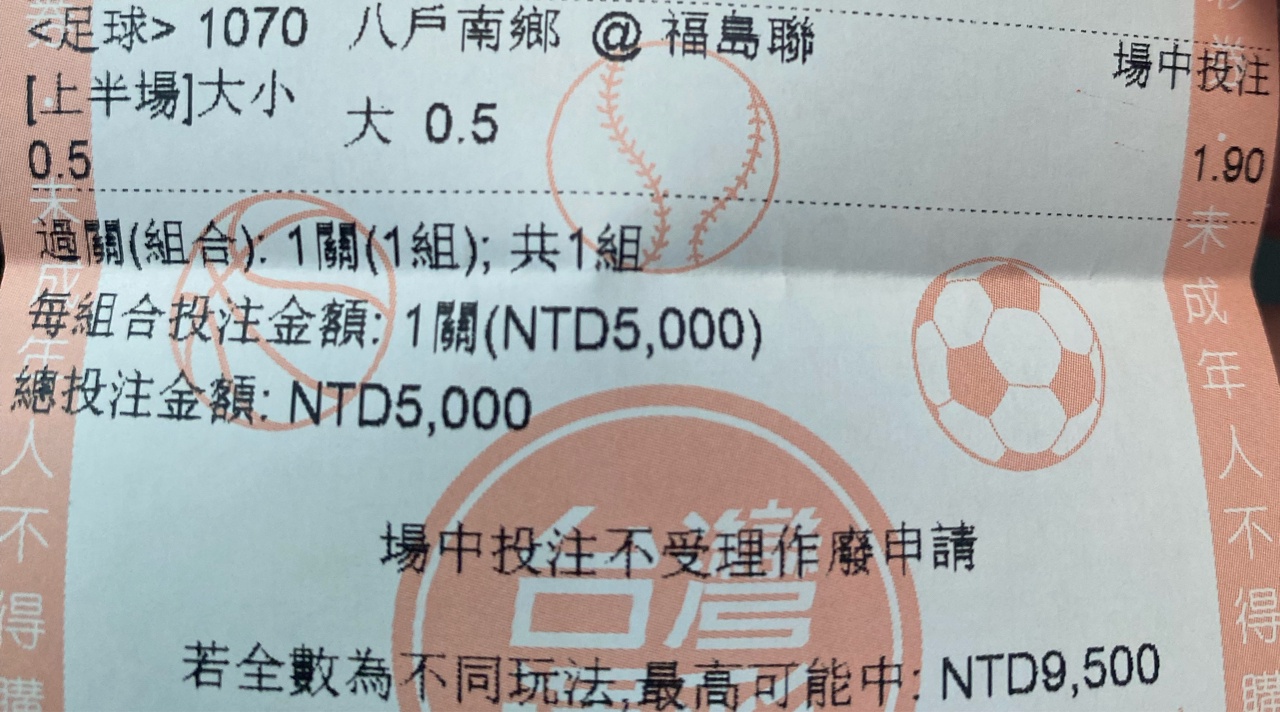 <足球> 1070 八戶南鄉 @ 福島聯
場中投注
[上半場]大小 大 0.5
0.5 1.90
過關(組合): 1關(1組); 共1組
每組合投注金額: 1關(NTD5,000)
總投注金額: NTD5,000
場中投注不受理作廢申請
若全數為不同玩法,最高可能中: NTD9,500
台灣
未成年人不得購
未成年人不得購